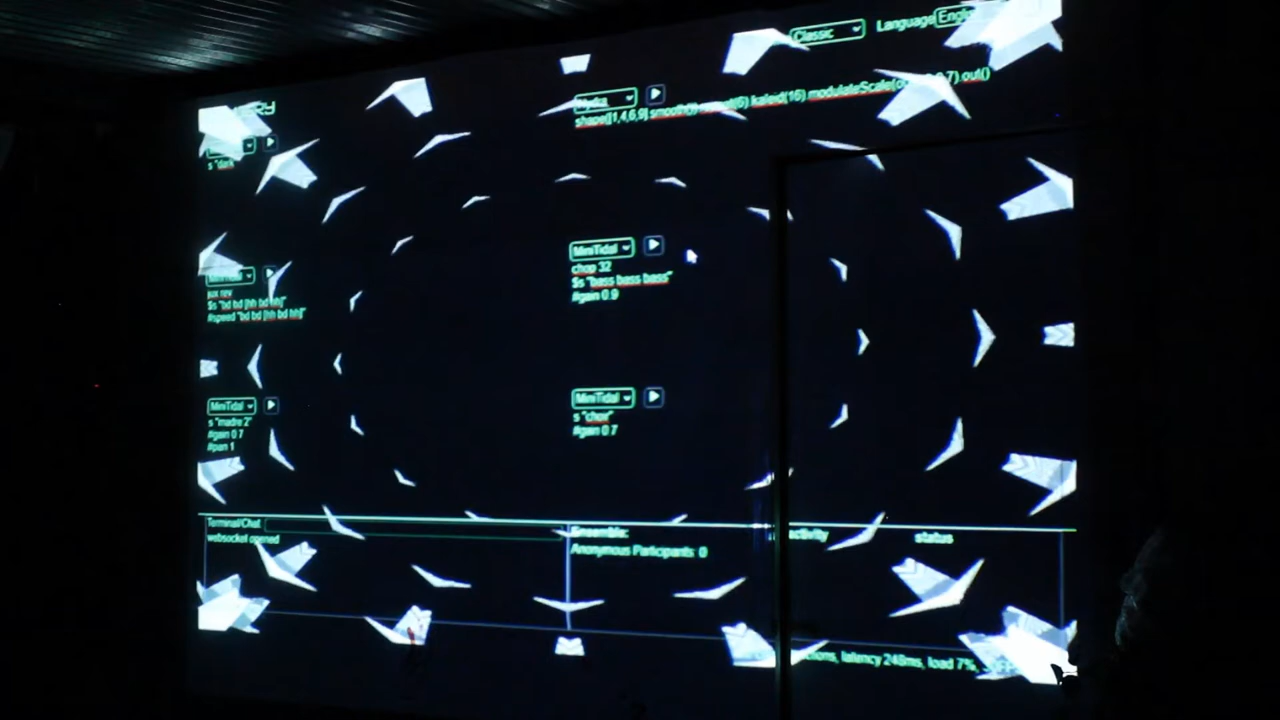 Classic
Language
s "dark
shape([1,4,6,9] kaleid(16) modulateScale( .out()
MiniTidal
chop 32
$s "bass bass bass"
#gain 0.9
jux rev
$s "bd bd [hh bd hh]"
#speed "bd bd [hh bd hh]"
MiniTidal
s "choir"
#gain 0.7
MiniTidal
s "madre 2"
#gain 0.7
#pan 1
Terminal/Chat
websocket opened
Ensemble:
Anonymous Participants: 0
status
latency 248ms, load 7%,